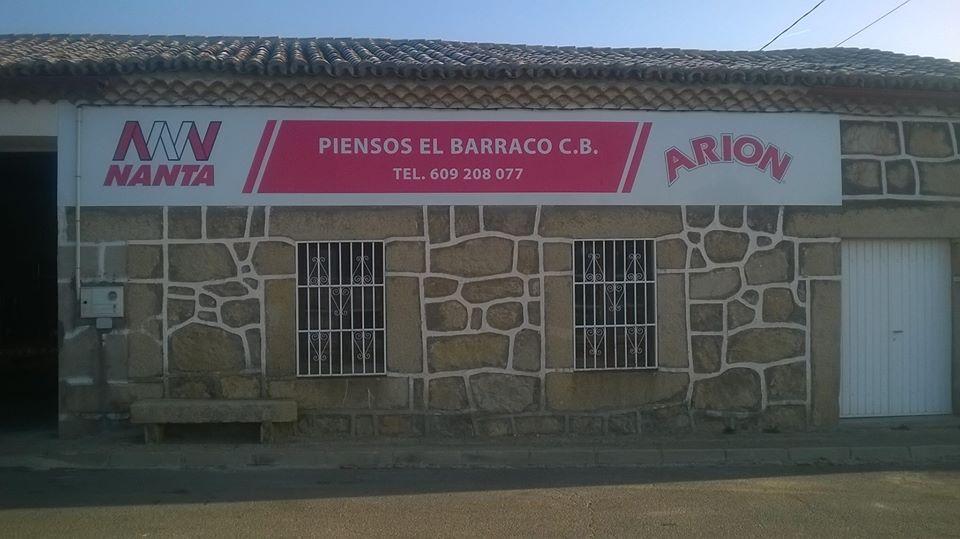 NANTA
PIENSOS EL BARRACO C.B.
TEL. 609 208 077
ARION